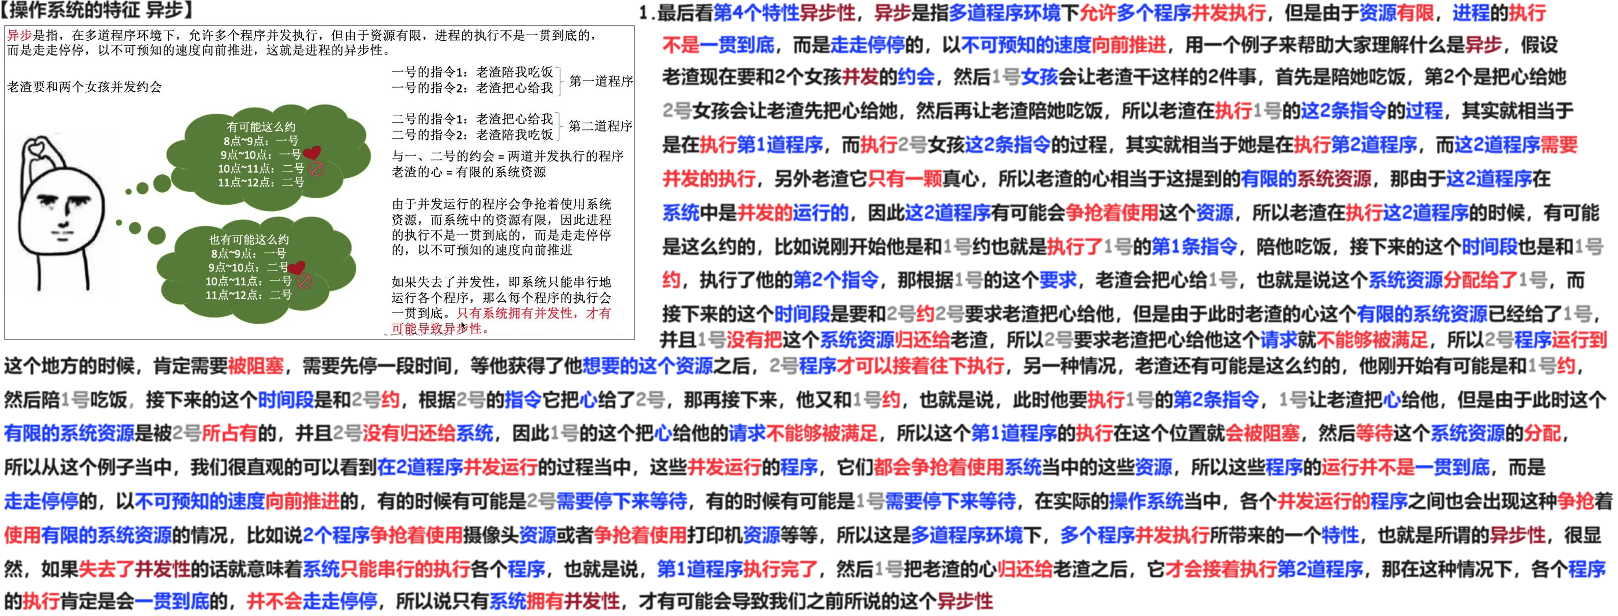 【操作系统的特征 异步】
异步是指，在多道程序环境下，允许多个程序并发执行，但由于资源有限，进程的执行不是一贯到底的，
而是走走停停，以不可预知的速度向前推进，这就是进程的异步性。
老渣要和两个女孩并发约会
有可能这么约
8点~9点：一号
9点~10点：一号
10点~11点：二号
11点~12点：二号
也有可能这么约
8点~9点：一号
9点~10点：二号
10点~11点：一号
11点~12点：二号
一号的指令1：老渣陪我吃饭
一号的指令2：老渣把心给我
第一道程序
二号的指令1：老渣把心给我
二号的指令2：老渣陪我吃饭
第二道程序
与一、二号的约会 = 两道并发执行的程序
老渣的心 = 有限的系统资源
由于并发运行的程序会争抢着使用系统
资源，而系统中的资源有限，因此进程
的执行不是一贯到底的，而是走走停停
的，以不可预知的速度向前推进
如果失去了并发性，即系统只能串行地
运行各个程序，那么每个程序的执行会
一贯到底。只有系统拥有并发性，才有
可能导致异步性。
1.最后看第4个特性异步性，异步是指多道程序环境下允许多个程序并发执行，但是由于资源有限，进程的执行
不是一贯到底，而是走走停停的，以不可预知的速度向前推进，用一个例子来帮助大家理解什么是异步，假设
老渣现在要和2个女孩并发的约会，然后1号女孩会让老渣干这样的2件事，首先是陪她吃饭，第2个是把心给她
2号女孩会让老渣先把心给她，然后再让老渣陪她吃饭，所以老渣在执行1号的这2条指令的过程，其实就相当于
是在执行第1道程序，而执行2号女孩这2条指令的过程，其实就相当于她是在执行第2道程序，而这2道程序需要
并发的执行，另外老渣它只有一颗真心，所以老渣的心相当于这提到的有限的系统资源，那由于这2道程序在
系统中是并发的运行的，因此这2道程序有可能会争抢着使用这个资源，所以老渣在执行这2道程序的时候，有可能
是这么约的，比如说刚开始他是和1号约也就是执行了1号的第1条指令，陪他吃饭，接下来的这个时间段也是和1号
约，执行了他的第2个指令，那根据1号的这个要求，老渣会把心给1号，也就是说这个系统资源分配给了1号，而
接下来的这个时间段是要和2号约2号要求老渣把心给他，但是由于此时老渣的心这个有限的系统资源已经给了1号，
并且1号没有把这个系统资源归还给老渣，所以2号要求老渣把心给他这个请求就不能够被满足，所以2号程序运行到
这个地方的时候，肯定需要被阻塞，需要先停一段时间，等他获得了他想要的这个资源之后，2号程序才可以接着往下执行，另一种情况，老渣还有可能是这么约的，他刚开始有可能是和1号约，
然后陪1号吃饭，接下来的这个时间段是和2号约，根据2号的指令它把心给了2号，那再接下来，他又和1号约，也就是说，此时他要执行1号的第2条指令，1号让老渣把心给他，但是由于此时这个
有限的系统资源是被2号所占有的，并且2号没有归还给系统，因此1号的这个把心给他的请求不能够被满足，所以这个第1道程序的执行在这个位置就会被阻塞，然后等待这个系统资源的分配，
所以从这个例子当中，我们很直观的可以看到在2道程序并发运行的过程当中，这些并发运行的程序，它们都会争抢着使用系统当中的这些资源，所以这些程序的运行并不是一贯到底，而是
走走停停的，以不可预知的速度向前推进的，有的时候有可能是2号需要停下来等待，有的时候有可能是1号需要停下来等待，在实际的操作系统当中，各个并发运行的程序之间也会出现这种争抢着
使用有限的系统资源的情况，比如说2个程序争抢着使用摄像头资源或者争抢着使用打印机资源等等，所以这是多道程序环境下，多个程序并发执行所带来的一个特性，也就是所谓的异步性，很显
然，如果失去了并发性的话就意味着系统只能串行的执行各个程序，也就是说，第1道程序执行完了，然后1号把老渣的心归还给老渣之后，它才会接着执行第2道程序，那在这种情况下，各个程序
的执行肯定是会一贯到底的，并不会走走停停，所以说只有系统拥有并发性，才有可能会导致我们之前所说的这个异步性